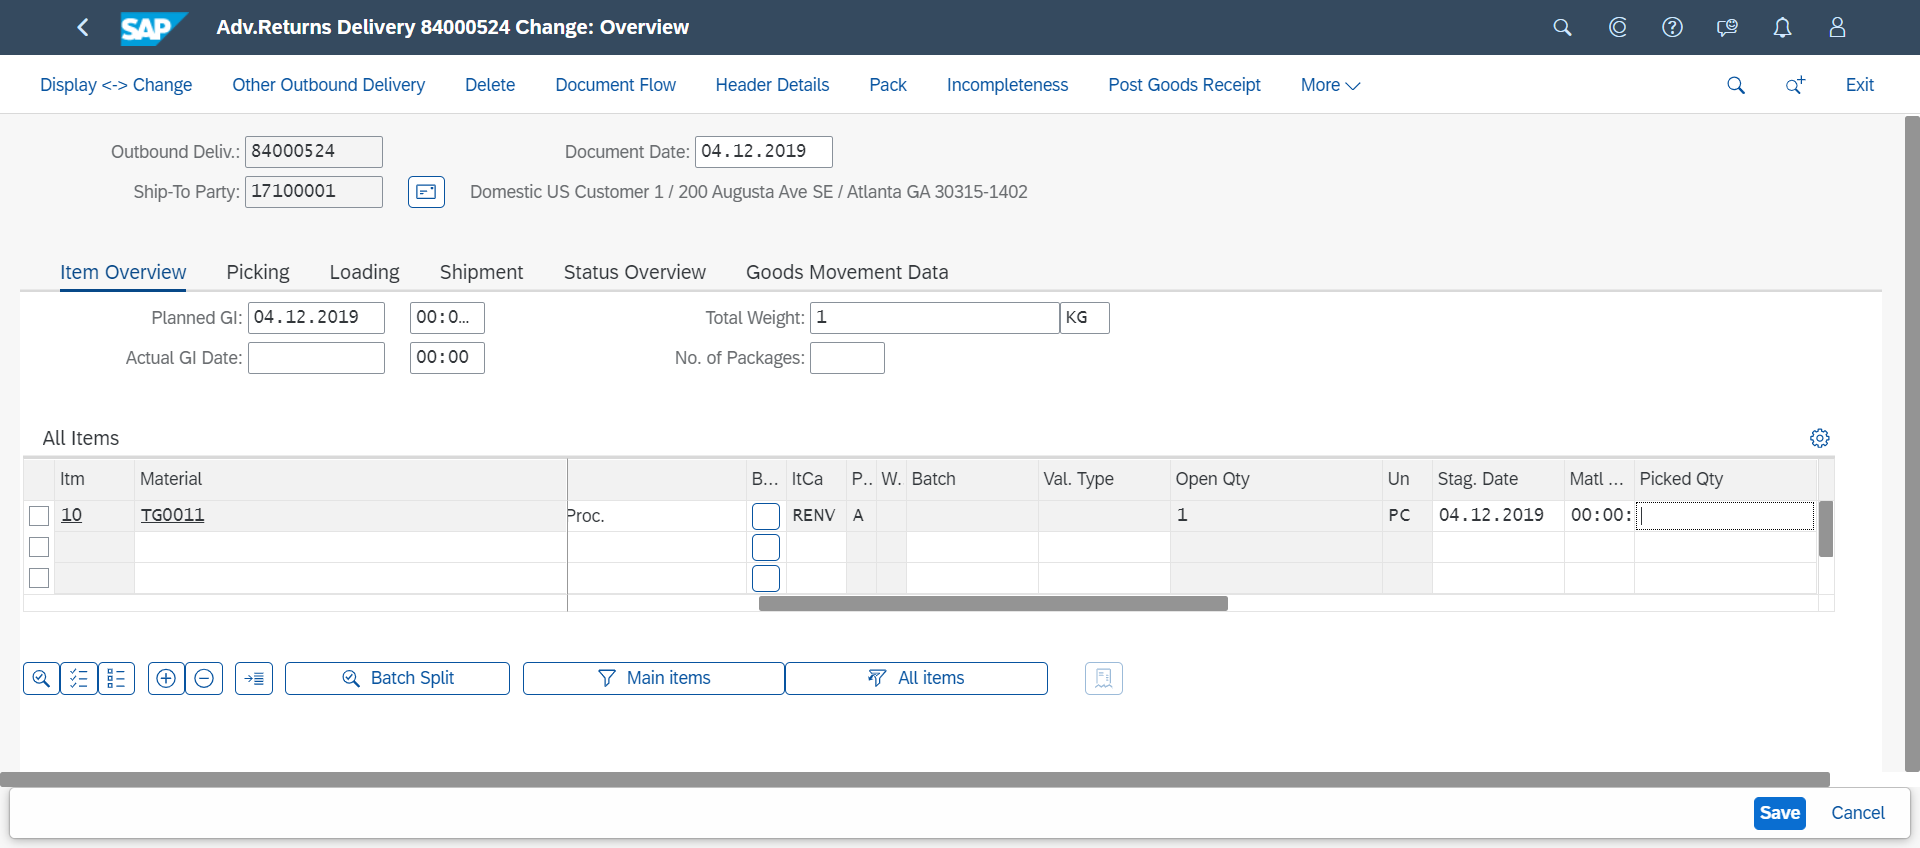 SAP Adv.Returns Delivery 84000524 Change: Overview
Display <-> Change Other Outbound Delivery Delete Document Flow Header Details Pack Incompleteness Post Goods Receipt More Exit
Outbound Deliv.: 84000524 Document Date: 04.12.2019
Ship-To Party: 17100001 Domestic US Customer 1 / 200 Augusta Ave SE / Atlanta GA 30315-1402
Item Overview Picking Loading Shipment Status Overview Goods Movement Data
Planned GI: 04.12.2019 00:0... Total Weight: 1 KG
Actual GI Date: 00:00 No. of Packages:
All Items
Itm Material B... ItCa P.. W. Batch Val. Type Open Qty Un Stag. Date Matl ... Picked Qty
10 TG0011 Proc. RENV A 1 PC 04.12.2019 00:00:
Batch Split Main items All items
Save Cancel